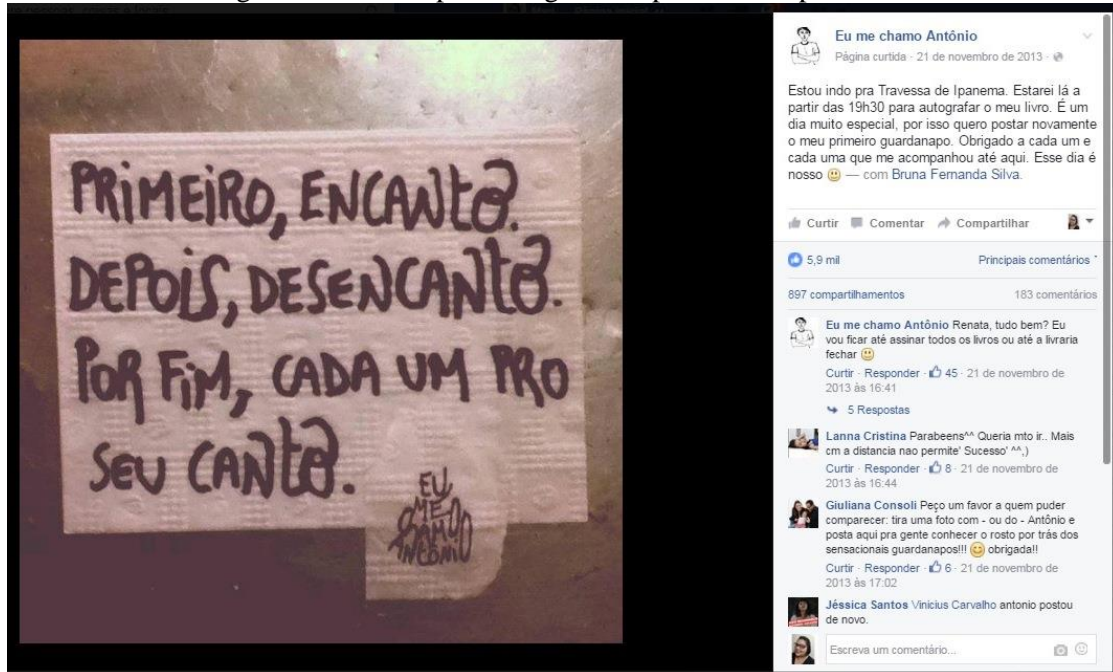 PRIMEIRO, ENCANTO.
DEPOIS, DESENCANTO.
POR FIM, CADA UM PRO
SEU CANTO.
EU
ME
CHAMO
ANTÔNIO
Eu me chamo Antônio
Página curtida · 21 de novembro de 2013 ·
Estou indo pra Travessa de Ipanema. Estarei lá a
partir das 19h30 para autografar o meu livro. É um
dia muito especial, por isso quero postar novamente
o meu primeiro guardanapo. Obrigado a cada um e
cada uma que me acompanhou até aqui. Esse dia é
nosso — com Bruna Fernanda Silva.
Curtir Comentar Compartilhar
5,9 mil Principais comentários
897 compartilhamentos 183 comentários
Eu me chamo Antônio Renata, tudo bem? Eu
vou ficar até assinar todos os livros ou até a livraria
fechar
Curtir · Responder · 45 · 21 de novembro de
2013 às 16:41
5 Respostas
Lanna Cristina Parabeens^^ Queria mto ir.. Mais
cm a distancia nao permite' Sucesso' ^^,)
Curtir · Responder · 8 · 21 de novembro de
2013 às 16:44
Giuliana Consoli Peço um favor a quem puder
comparecer: tira uma foto com - ou do - Antônio e
posta aqui pra gente conhecer o rosto por trás dos
sensacionais guardanapos!!! obrigada!!
Curtir · Responder · 6 · 21 de novembro de
2013 às 17:02
Jéssica Santos Vinicius Carvalho antonio postou
de novo.
Escreva um comentário...